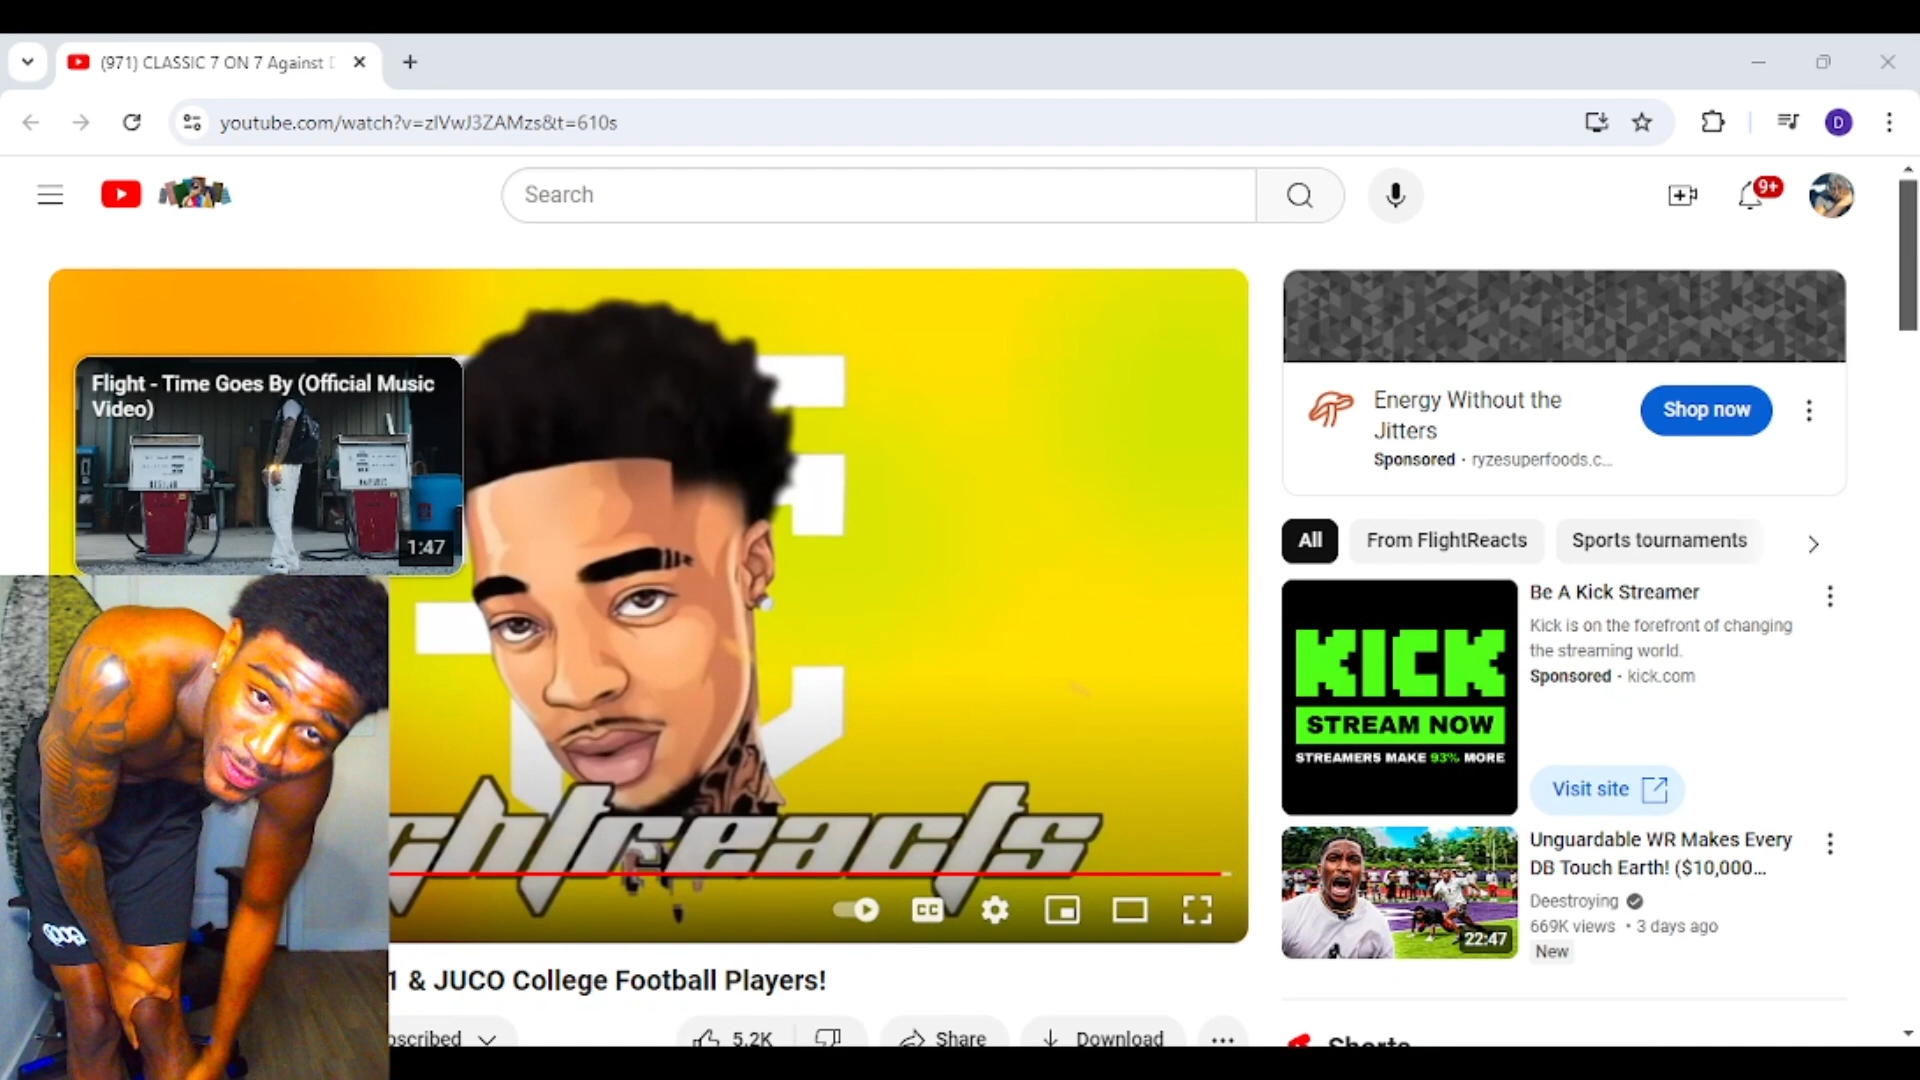 (971) CLASSIC 7 ON 7 Against
youtube.com/watch?v=zIVwJ3ZAMzs&t=610s
D
Search
9+
Flight - Time Goes By (Official Music
Video)
1:47
ghtreacts
CC
1 & JUCO College Football Players!
bscribed
5.2K
Share
Download
Energy Without the
Jitters
Sponsored · ryzesuperfoods.c...
Shop now
All
From FlightReacts
Sports tournaments
KICK
STREAM NOW
STREAMERS MAKE 93% MORE
Be A Kick Streamer
Kick is on the forefront of changing
the streaming world.
Sponsored · kick.com
Visit site
22:47
Unguardable WR Makes Every
DB Touch Earth! ($10,000...
Deestroying
669K views • 3 days ago
New
Shorts